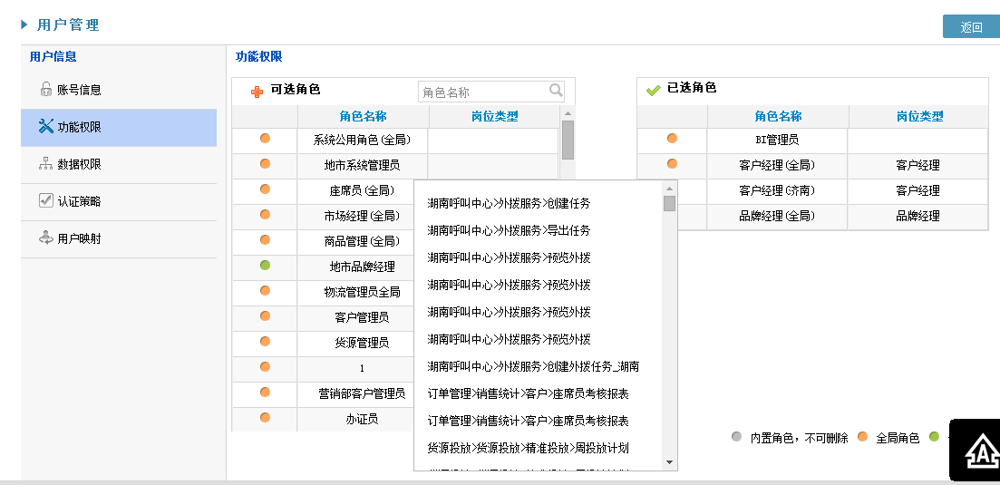 用户管理
返回
用户信息
账号信息
功能权限
数据权限
认证策略
用户映射
功能权限
可选角色
角色名称
角色名称 岗位类型
系统公用角色(全局)
地市系统管理员
座席员(全局)
市场经理(全局)
商品管理(全局)
地市品牌经理
物流管理员全局
客户管理员
货源管理员
1
营销部客户管理员
办证员
湖南呼叫中心>外拨服务>创建任务
湖南呼叫中心>外拨服务>导出任务
湖南呼叫中心>外拨服务>预览外拨
湖南呼叫中心>外拨服务>预览外拨
湖南呼叫中心>外拨服务>预览外拨
湖南呼叫中心>外拨服务>预览外拨
湖南呼叫中心>外拨服务>创建外拨任务_湖南
订单管理>销售统计>客户>座席员考核报表
订单管理>销售统计>客户>座席员考核报表
货源投放>货源投放>精准投放>周投放计划
已选角色
角色名称 岗位类型
BI管理员
客户经理(全局) 客户经理
客户经理(济南) 客户经理
品牌经理(全局) 品牌经理
内置角色，不可删除 全局角色